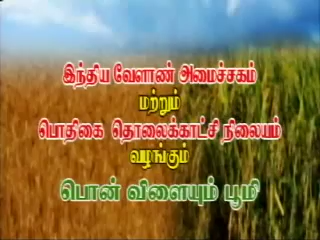 இந்திய வேளாண் அமைச்சகம்
மற்றும்
பொதிகை தொலைக்காட்சி நிலையம்
வழங்கும்
பொன் விளையும் பூமி